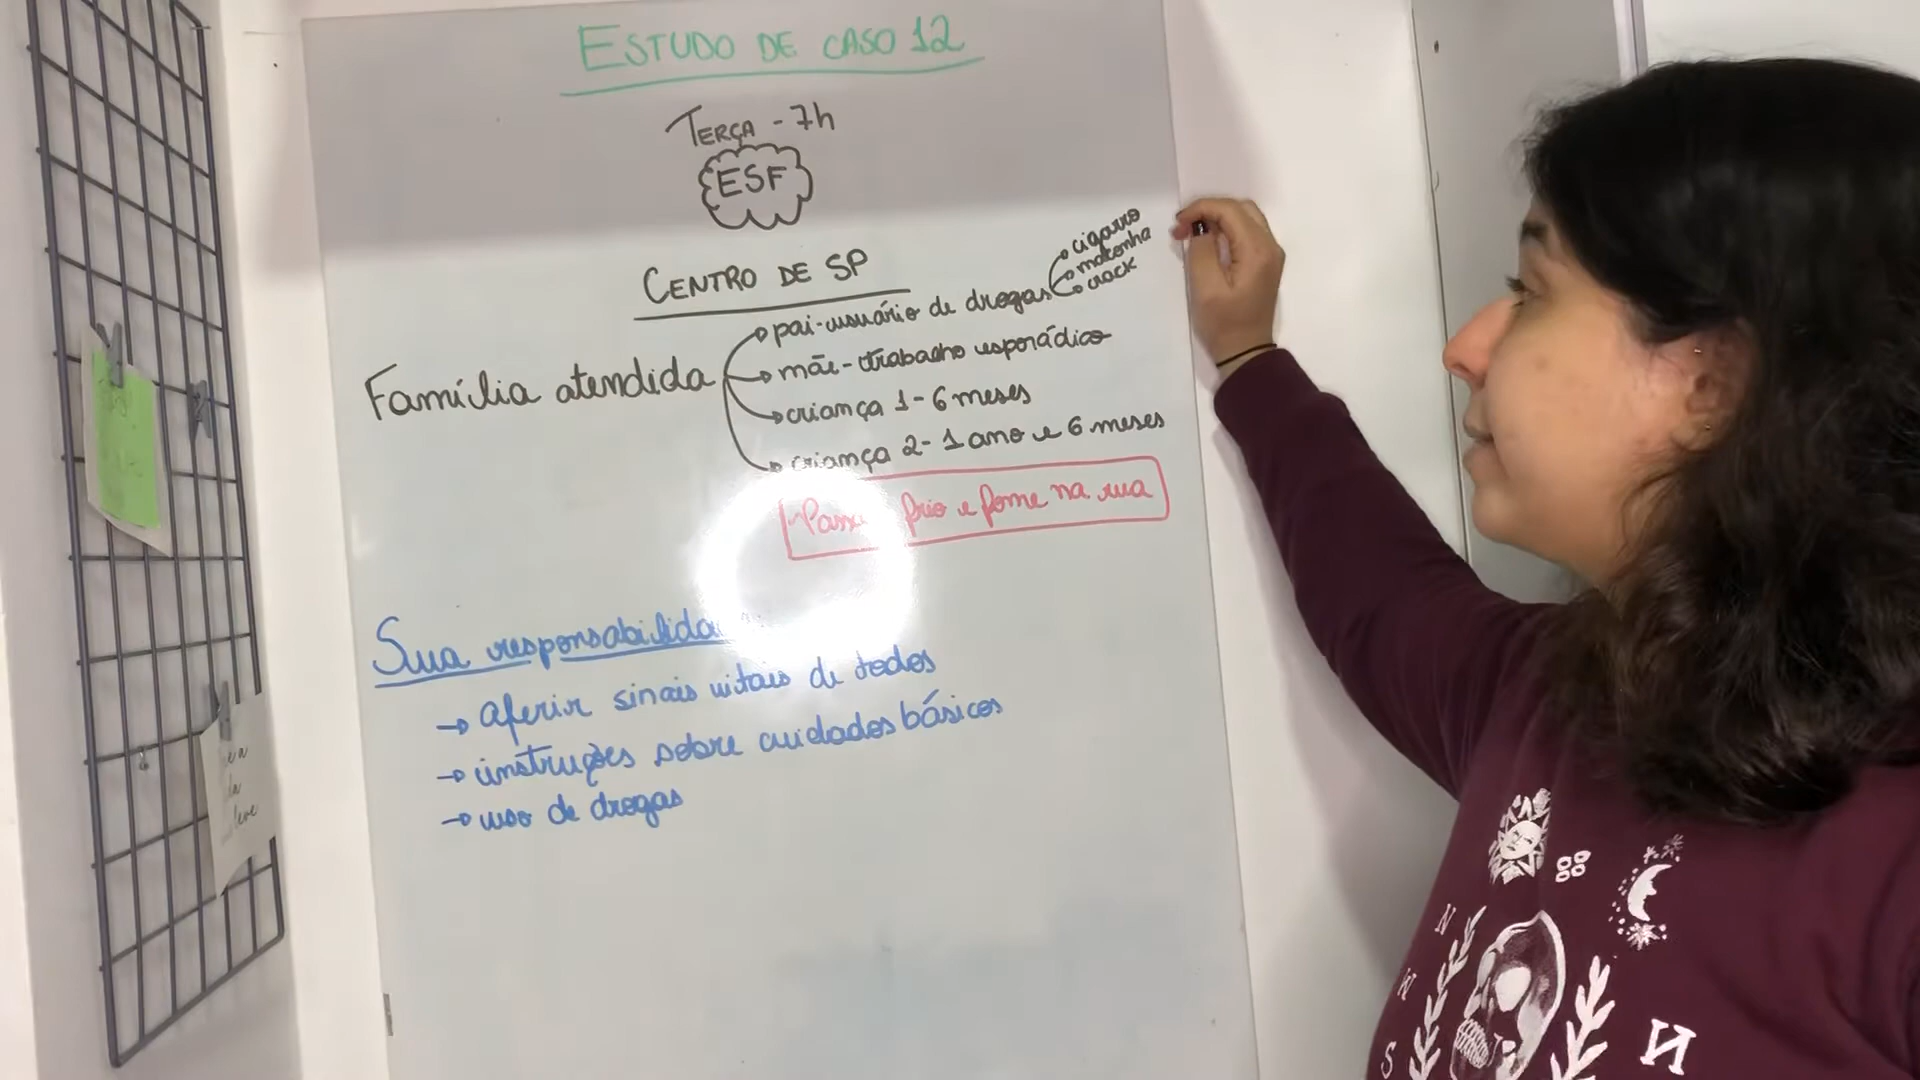 ESTUDO DE CASO 12
TERÇA - 7h
ESF
CENTRO DE SP
cigarro
maconha
crack
pai-usuário de drogas
mãe-trabalho esporádico
Família atendida
criança 1 - 6 meses
criança 2 - 1 ano e 6 meses
frio e fome na rua
Sua
→ aferir sinais vitais de todos
→ instruções sobre cuidados básicos
→ uso de drogas
da
leve
N
W
S
N